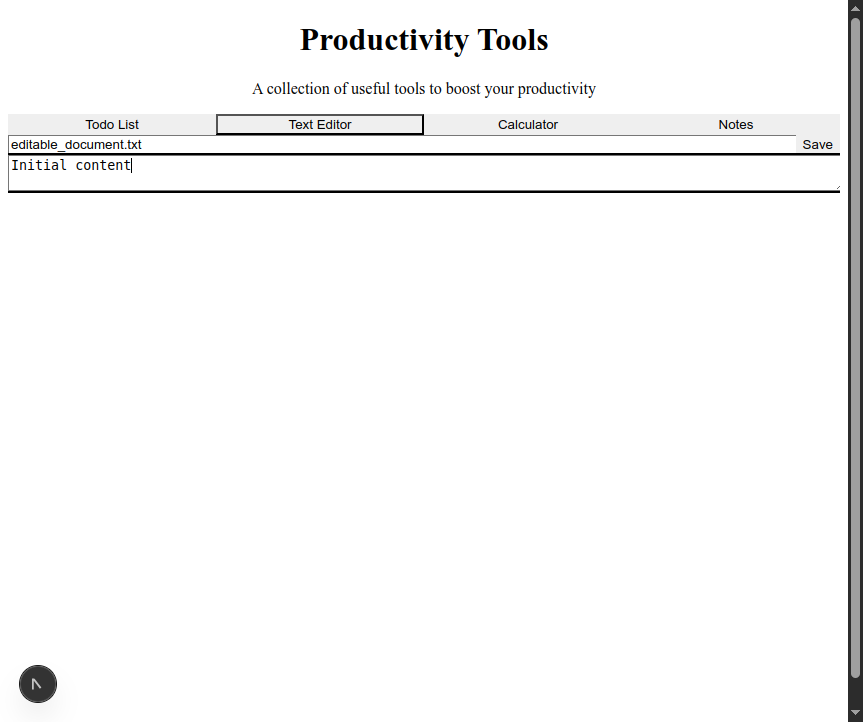 Productivity Tools
A collection of useful tools to boost your productivity
Todo List Text Editor Calculator Notes
editable_document.txt Save
Initial content